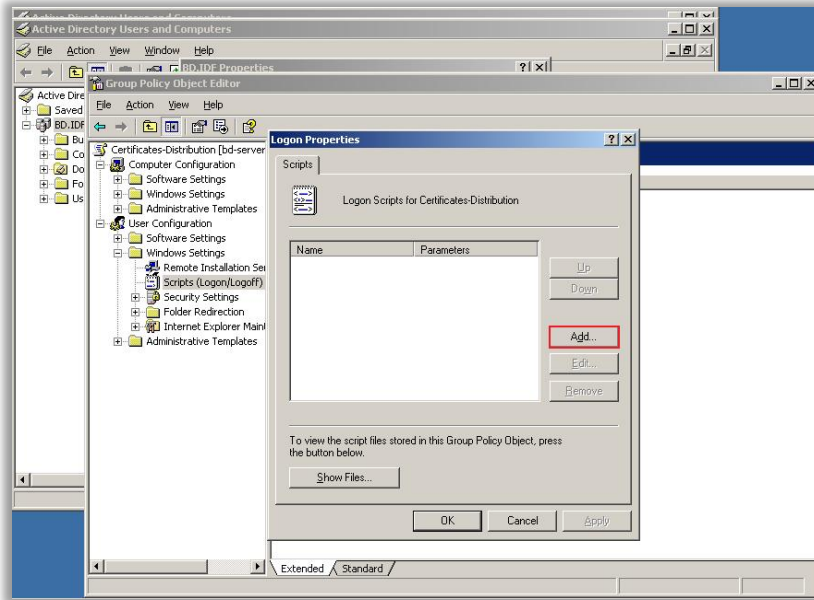 Active Directory Users and Computers
Active Directory Users and Computers
File Action View Window Help
BD.IDF Properties
Group Policy Object Editor
Active Dire
Saved
BD.IDF
Bu
Co
Do
Fo
Us
File Action View Help
Certificates-Distribution [bd-server
Computer Configuration
Software Settings
Windows Settings
Administrative Templates
User Configuration
Software Settings
Windows Settings
Remote Installation Ser
Scripts (Logon/Logoff)
Security Settings
Folder Redirection
Internet Explorer Maint
Administrative Templates
Logon Properties
Scripts
Logon Scripts for Certificates-Distribution
Name Parameters
Up
Down
Add...
Edit...
Remove
To view the script files stored in this Group Policy Object, press
the button below.
Show Files...
OK Cancel Apply
Extended Standard